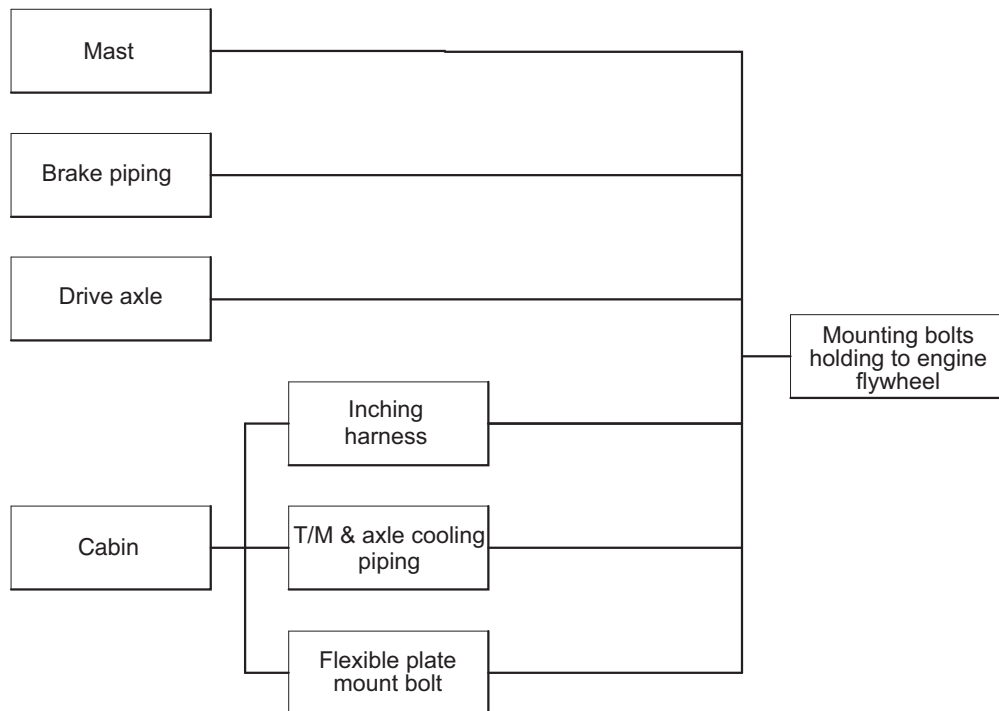 Mast
Brake piping
Drive axle
Mounting bolts
holding to engine
flywheel
Inching
harness
Cabin
T/M & axle cooling
piping
Flexible plate
mount bolt